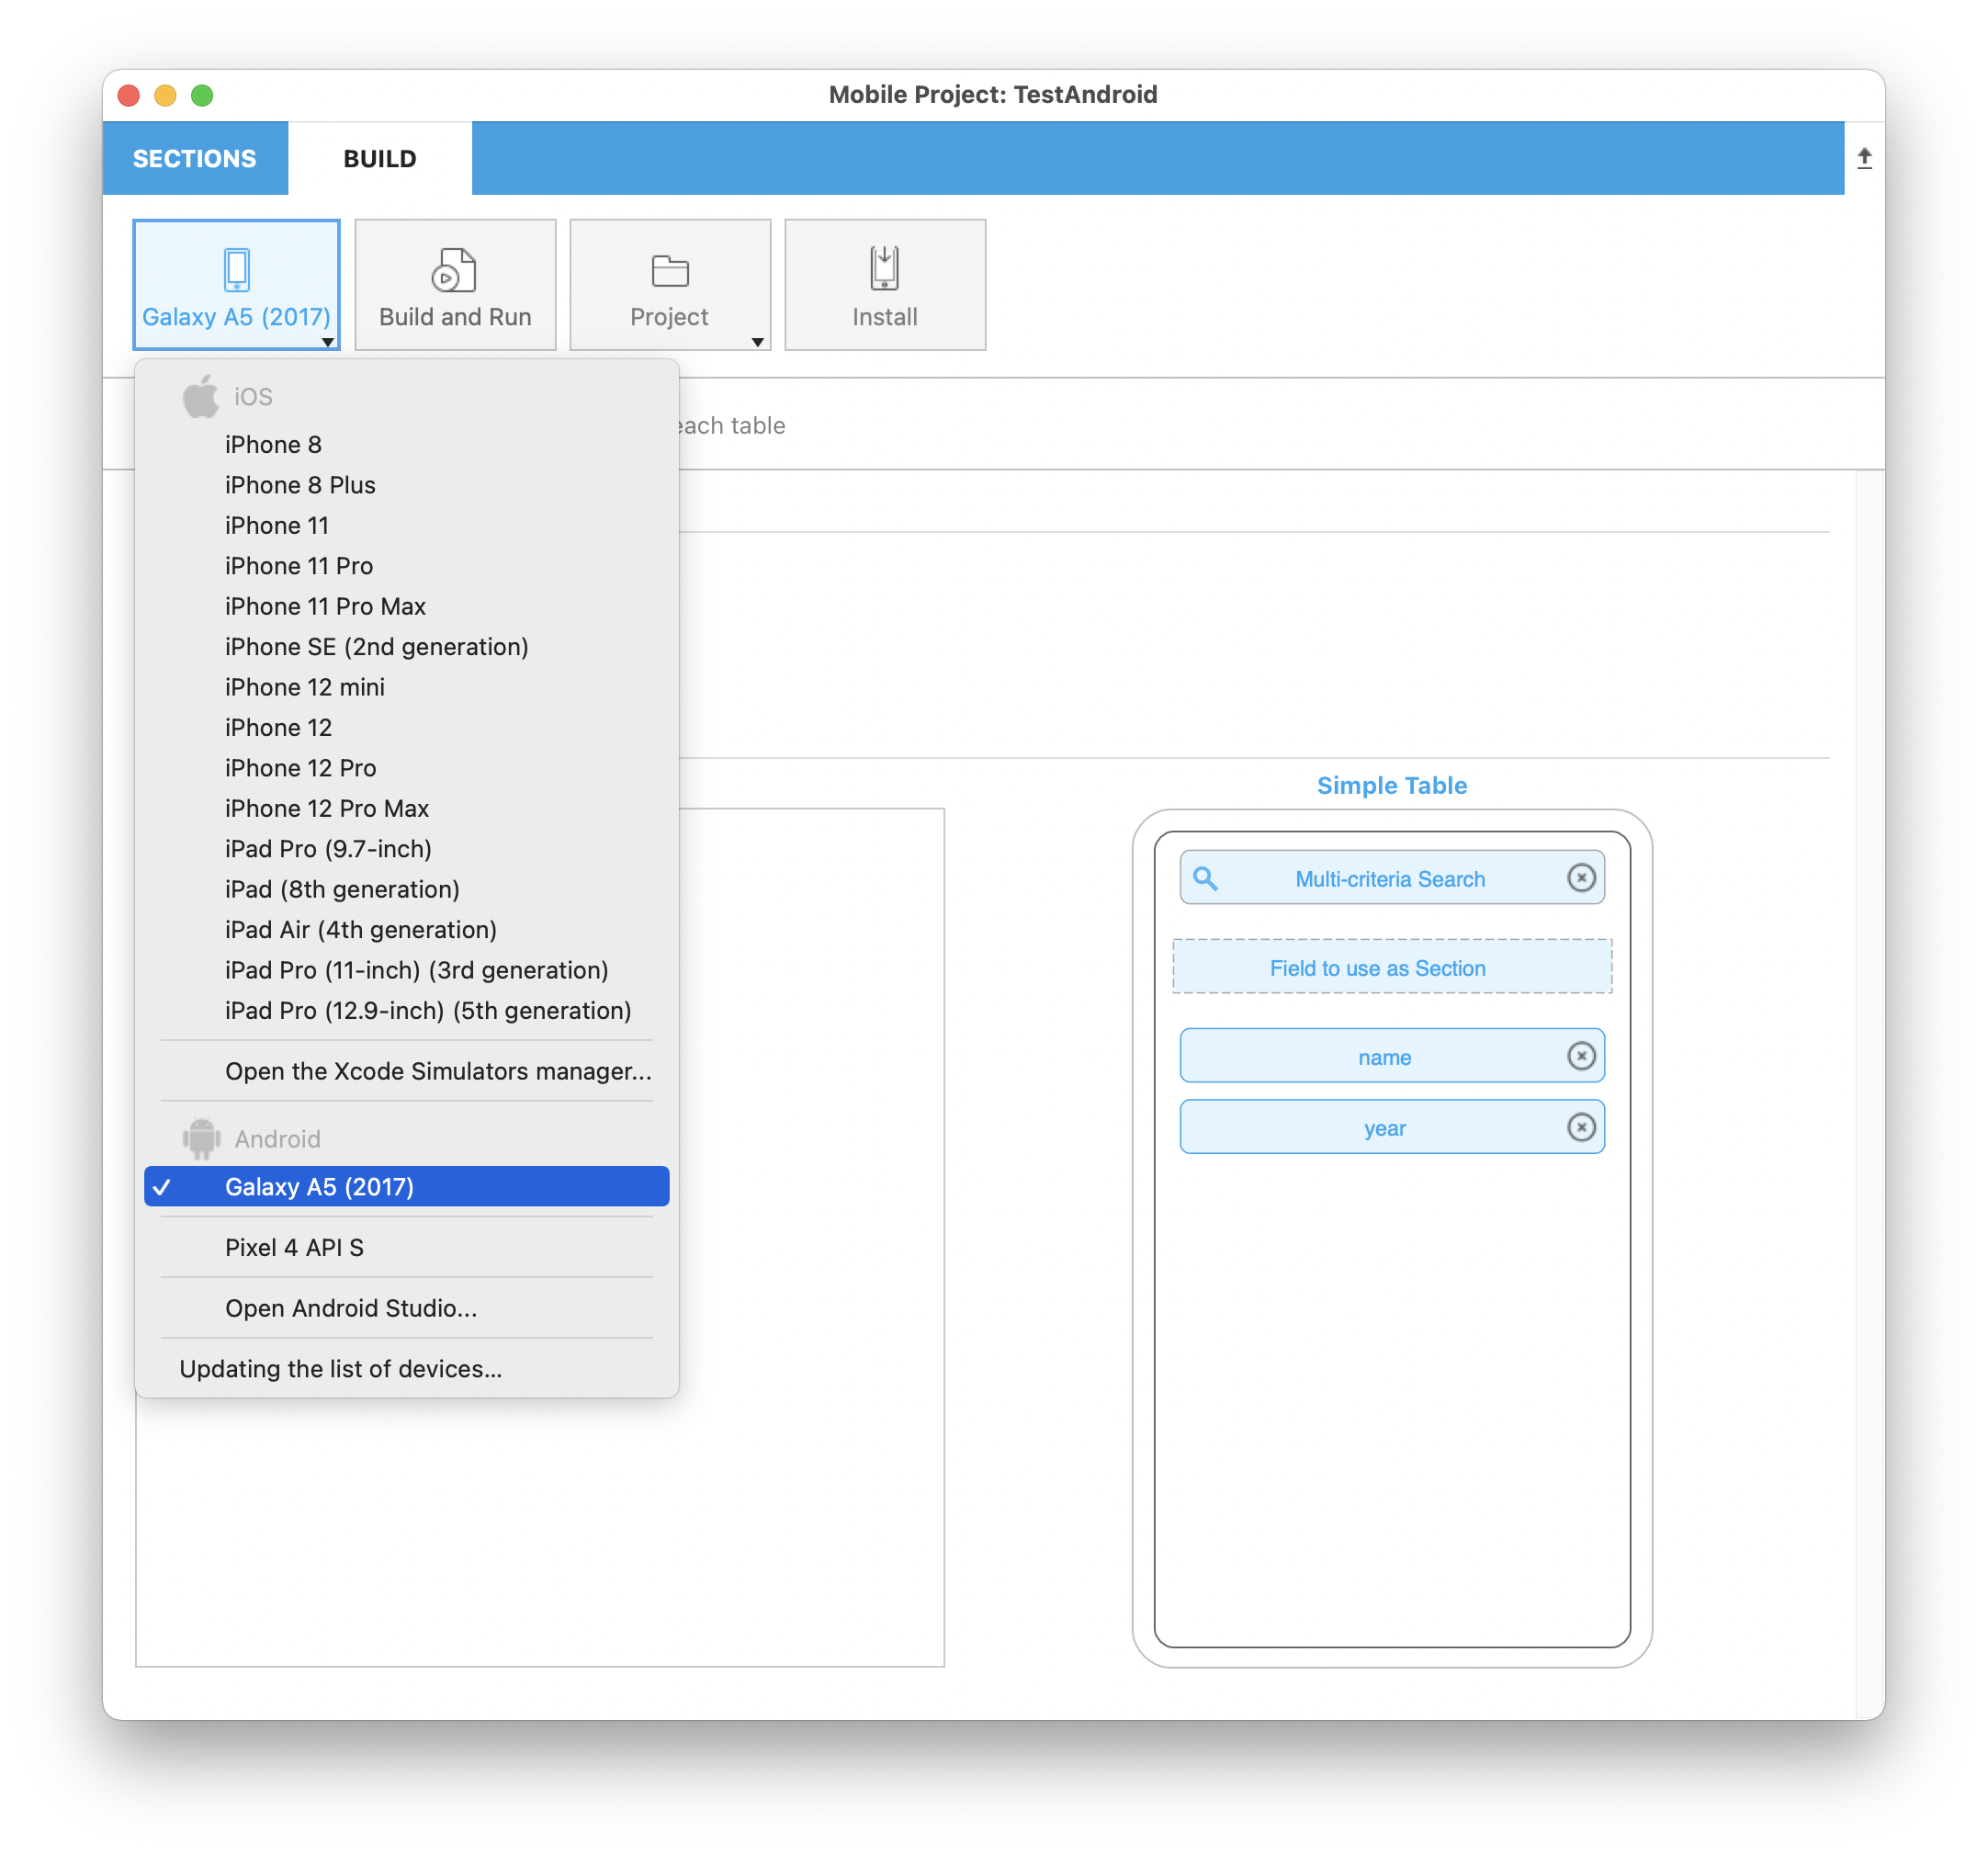 Mobile Project: TestAndroid
SECTIONS
BUILD
Galaxy A5 (2017)
Build and Run
Project
Install
iOS
iPhone 8
iPhone 8 Plus
iPhone 11
iPhone 11 Pro
iPhone 11 Pro Max
iPhone SE (2nd generation)
iPhone 12 mini
iPhone 12
iPhone 12 Pro
iPhone 12 Pro Max
iPad Pro (9.7-inch)
iPad (8th generation)
iPad Air (4th generation)
iPad Pro (11-inch) (3rd generation)
iPad Pro (12.9-inch) (5th generation)
Open the Xcode Simulators manager...
Android
Galaxy A5 (2017)
Pixel 4 API S
Open Android Studio...
Updating the list of devices...
each table
Simple Table
Multi-criteria Search
Field to use as Section
name
year